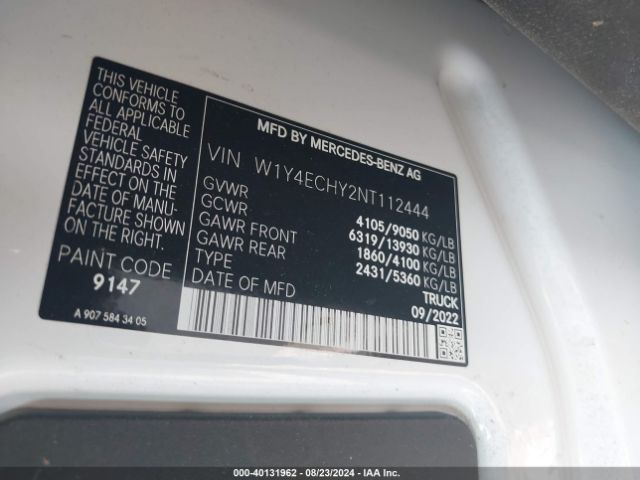 THIS VEHICLE
CONFORMS TO
ALL APPLICABLE
FEDERAL
VEHICLE SAFETY
STANDARDS IN
EFFECT ON THE
DATE OF MANU-
FACTURE SHOWN
ON THE RIGHT.
PAINT CODE
9147
A 907 584 34 05
MFD BY MERCEDES-BENZ AG
VIN W1Y4ECHY2NT112444
GVWR 4105/9050 KG/LB
GCWR 6319/13930 KG/LB
GAWR FRONT 1860/4100 KG/LB
GAWR REAR 2431/5360 KG/LB
TYPE TRUCK
DATE OF MFD 09/2022
000-40131962 - 08/23/2024 - IAAI.COM